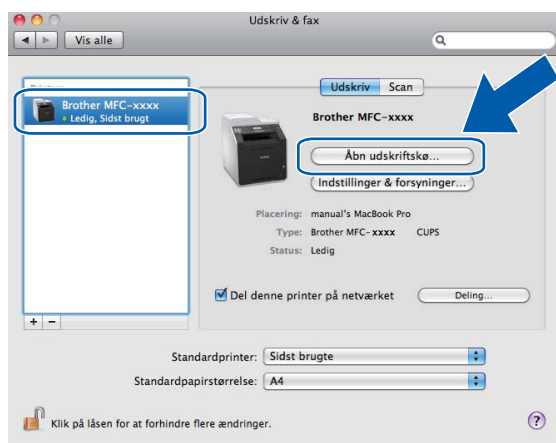 Udskriv & fax
Vis alle
Printers
Brother MFC-xxxx
Ledig, Sidst brugt
Udskriv Scan
Brother MFC-xxxx
Åbn udskriftskø...
Indstillinger & forsyninger...
Placering: manual's MacBook Pro
Type: Brother MFC-xxxx CUPS
Status: Ledig
Del denne printer på netværket Deling...
+ −
Standardprinter: Sidst brugte
Standardpapirstørrelse: A4
Klik på låsen for at forhindre flere ændringer. ?